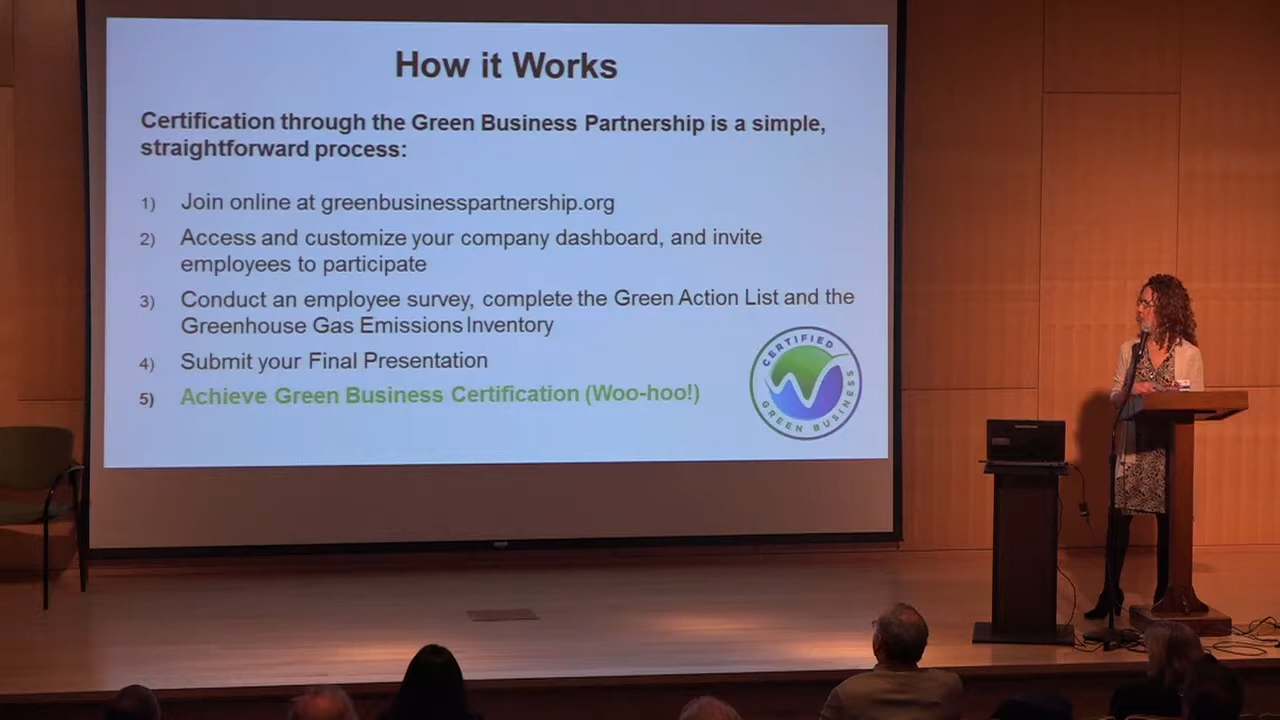 How it Works
Certification through the Green Business Partnership is a simple,
straightforward process:
1) Join online at greenbusinesspartnership.org
2) Access and customize your company dashboard, and invite
employees to participate
3) Conduct an employee survey, complete the Green Action List and the
Greenhouse Gas Emissions Inventory
4) Submit your Final Presentation
5) Achieve Green Business Certification (Woo-hoo!)
CERTIFIED
GREEN BUSINESS